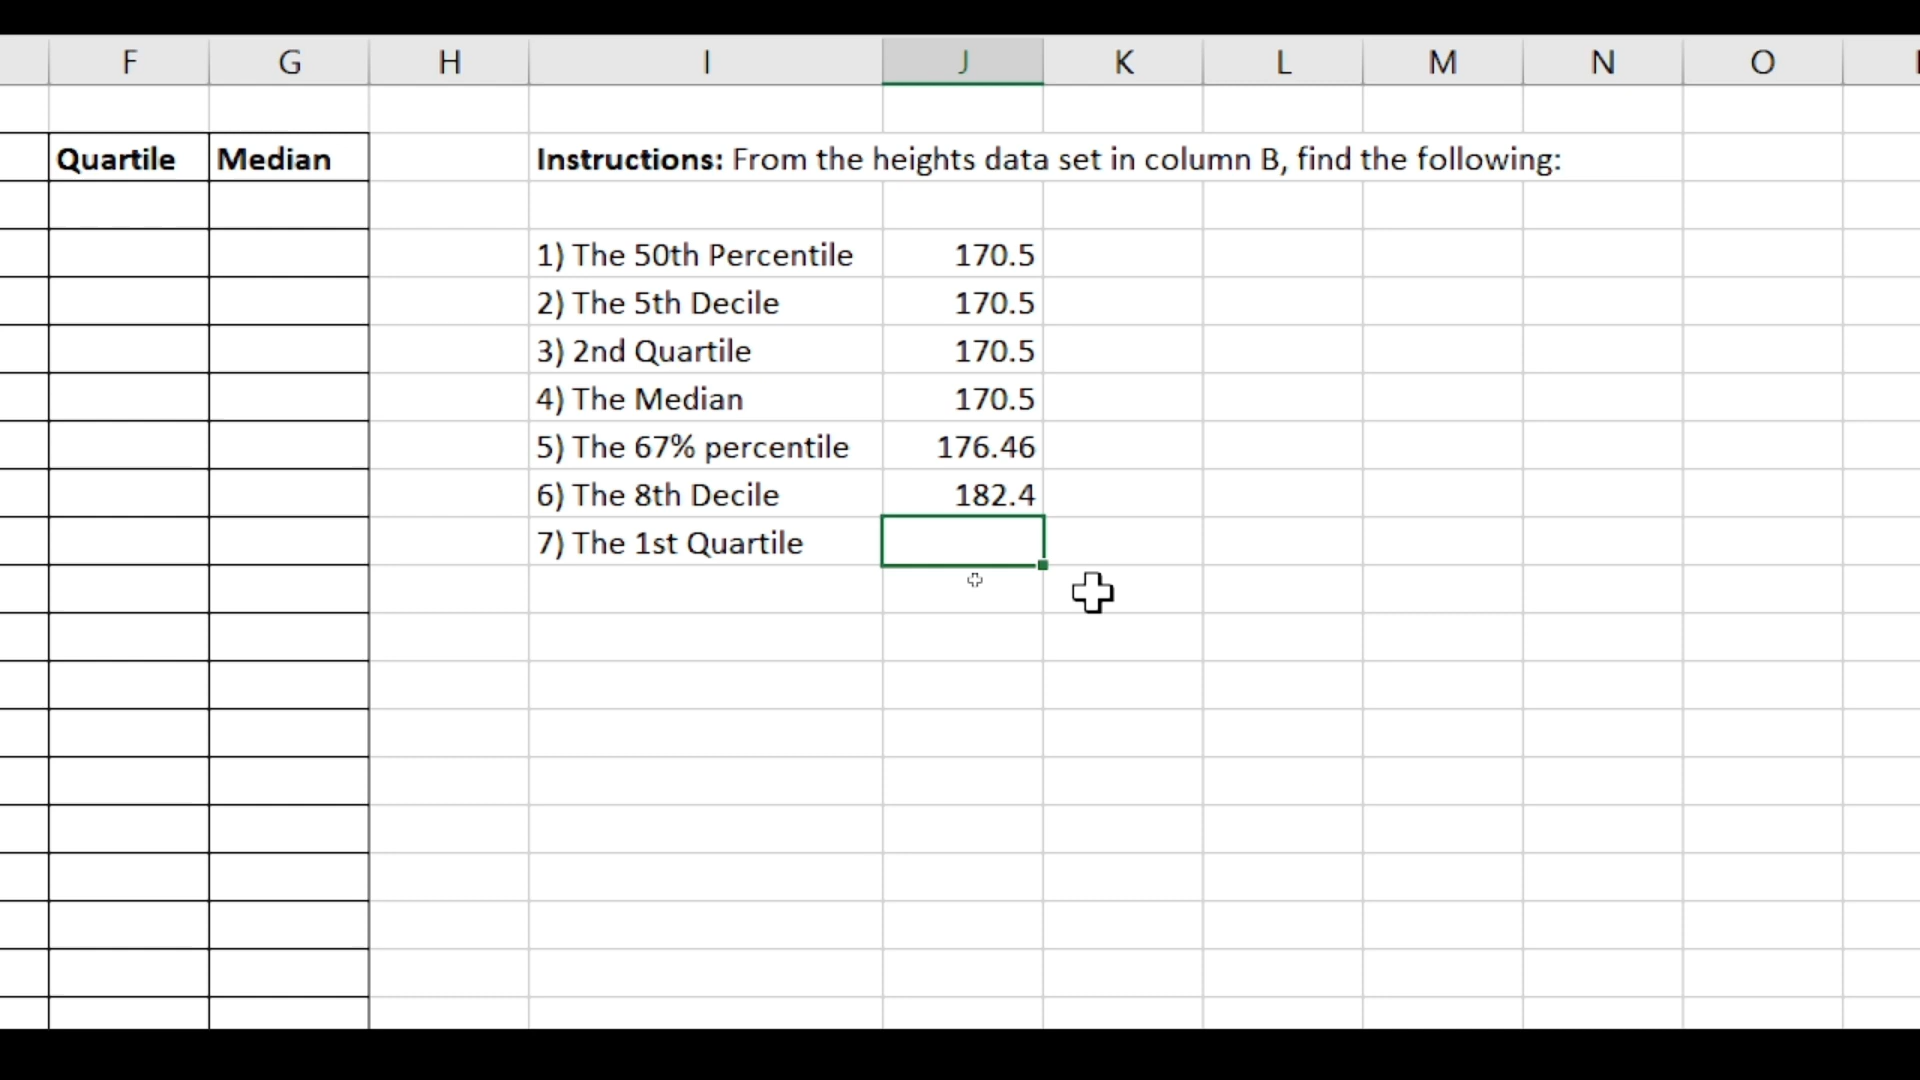 F G H I J K L M N O
Quartile Median Instructions: From the heights data set in column B, find the following:
1) The 50th Percentile 170.5
2) The 5th Decile 170.5
3) 2nd Quartile 170.5
4) The Median 170.5
5) The 67% percentile 176.46
6) The 8th Decile 182.4
7) The 1st Quartile